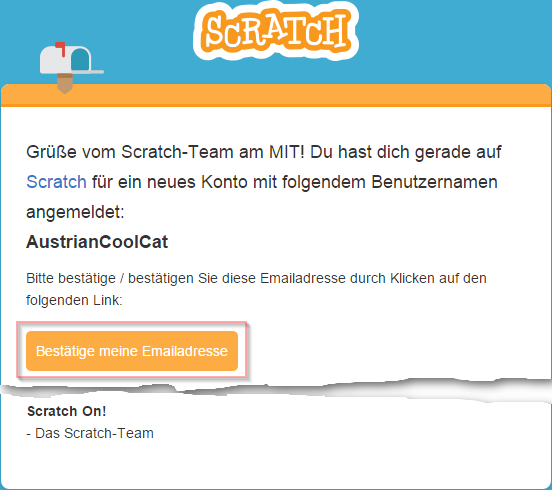 SCRATCH
Grüße vom Scratch-Team am MIT! Du hast dich gerade auf
Scratch für ein neues Konto mit folgendem Benutzernamen
angemeldet:
AustrianCoolCat
Bitte bestätige / bestätigen Sie diese Emailadresse durch Klicken auf den
folgenden Link:
Bestätige meine Emailadresse
Scratch On!
- Das Scratch-Team